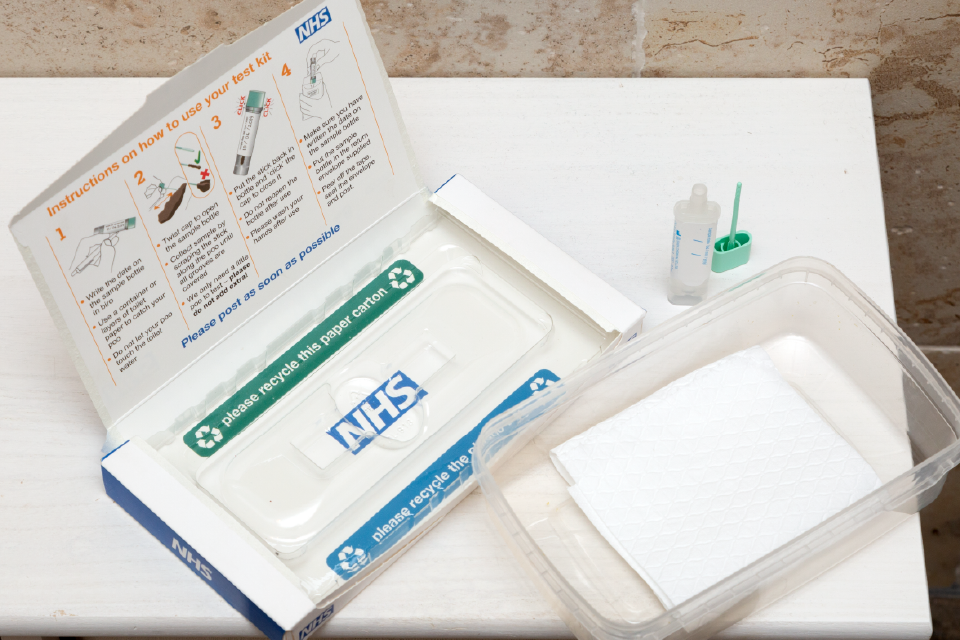 NHS
Instructions on how to use your test kit
1
• Write the date on
the sample bottle
in biro
• Use a container or
layers of toilet
paper to catch your
poo
• Do not let your poo
touch the toilet
water
2
• Twist cap to open
the sample bottle
• Collect sample by
scraping the stick
along the poo until
all grooves are
covered
• We only need a little
poo to test – please
do not add extra!
3
CLICK
CLICK
• Put the stick back in
bottle and 'click' the
cap to close it
• Do not reopen the
bottle after use
• Please wash your
hands after use
4
• Make sure you have
written the date on
the sample bottle
• Put the sample
bottle in the return
envelope supplied
• Peel off the tape,
seal the envelope
and post
Please post as soon as possible
please recycle this paper carton
NHS
please recycle the
NHS
NHS